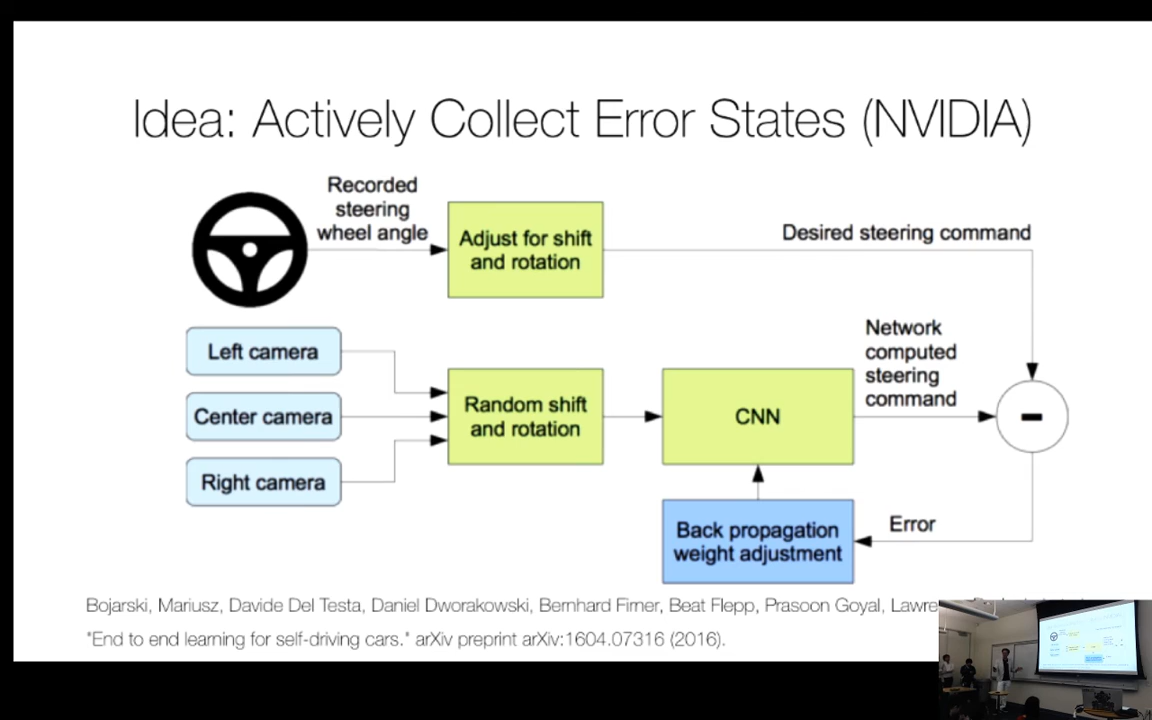 Idea: Actively Collect Error States (NVIDIA)
Recorded
steering
wheel angle
Adjust for shift
and rotation
Desired steering command
Left camera
Center camera
Right camera
Random shift
and rotation
CNN
Network
computed
steering
command
-
Back propagation
weight adjustment
Error
Bojarski, Mariusz, Davide Del Testa, Daniel Dworakowski, Bernhard Firner, Beat Flepp, Prasoon Goyal,
"End to end learning for self-driving cars." arXiv preprint arXiv:1604.07316 (2016).